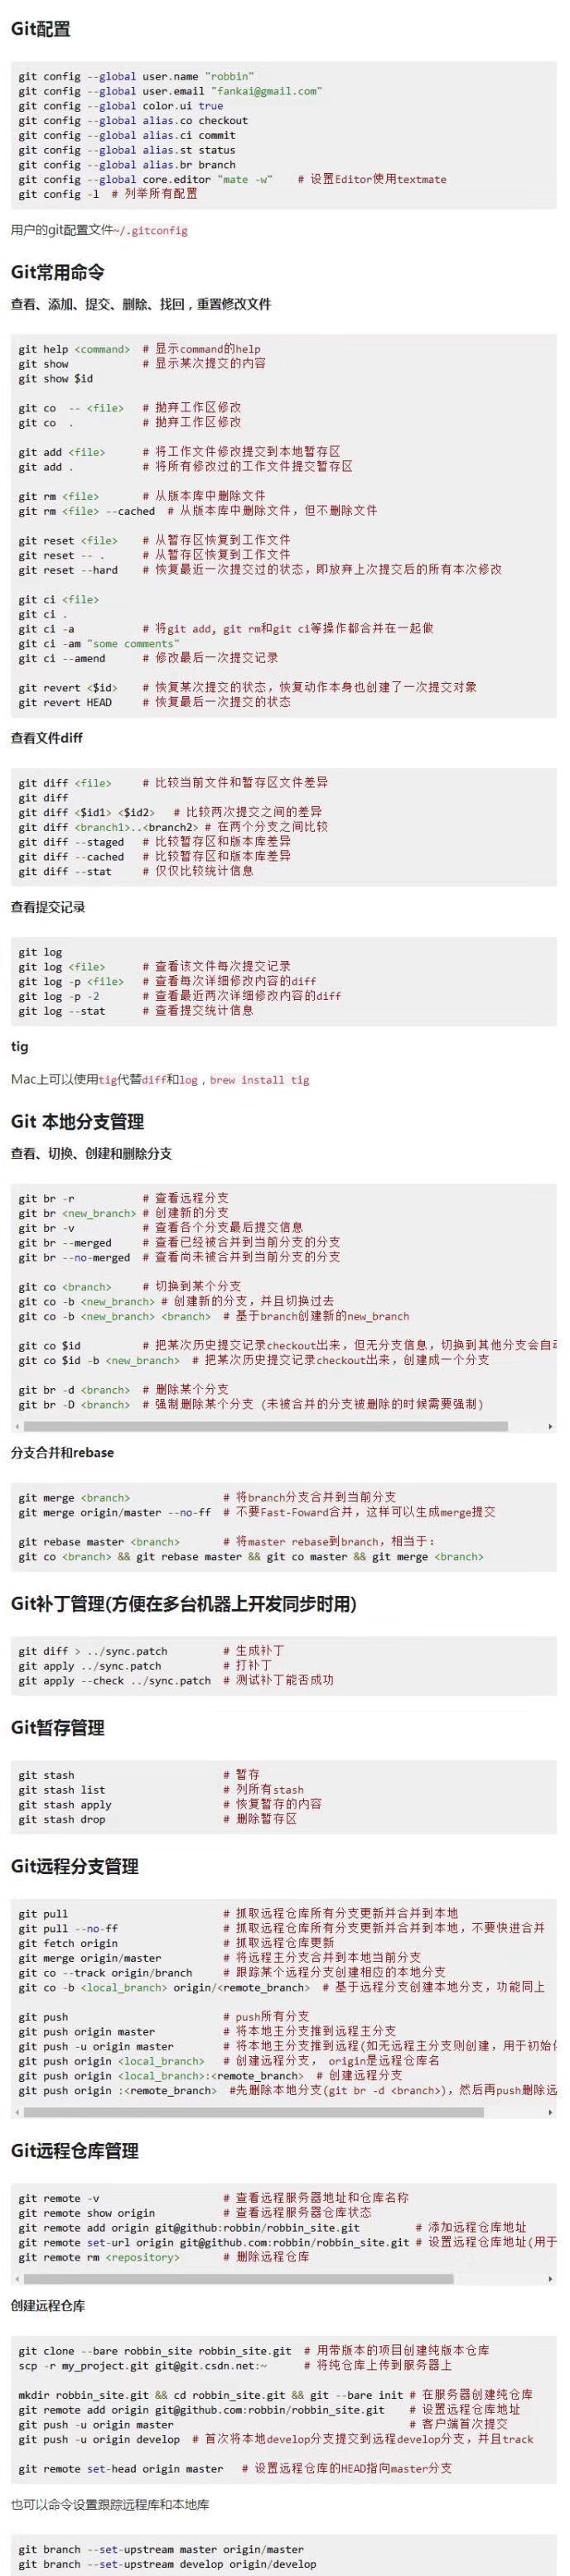 Git配置
git config --global user.name "robbin"
git config --global user.email "fankai@gmail.com"
git config --global color.ui true
git config --global alias.co checkout
git config --global alias.ci commit
git config --global alias.st status
git config --global alias.br branch
git config --global core.editor "mate -w"    # 设置Editor使用textmate
git config -l  # 列举所有配置
用户的git配置文件~/.gitconfig
Git常用命令
查看、添加、提交、删除、找回，重置修改文件
git help <command>  # 显示command的help
git show            # 显示某次提交的内容
git show $id
git co  -- <file>   # 抛弃工作区修改
git co  .           # 抛弃工作区修改
git add <file>      # 将工作文件修改提交到本地暂存区
git add .           # 将所有修改过的工作文件提交暂存区
git rm <file>       # 从版本库中删除文件
git rm <file> --cached  # 从版本库中删除文件，但不删除文件
git reset <file>    # 从暂存区恢复到工作文件
git reset -- .      # 从暂存区恢复到工作文件
git reset --hard    # 恢复最近一次提交过的状态，即放弃上次提交后的所有本次修改
git ci <file>
git ci .
git ci -a           # 将git add, git rm和git ci等操作都合并在一起做
git ci -am "some comments"
git ci --amend      # 修改最后一次提交记录
git revert <$id>    # 恢复某次提交的状态，恢复动作本身也创建了一次提交对象
git revert HEAD     # 恢复最后一次提交的状态
查看文件diff
git diff <file>     # 比较当前文件和暂存区文件差异
git diff
git diff <$id1> <$id2>   # 比较两次提交之间的差异
git diff <branch1>..<branch2> # 在两个分支之间比较
git diff --staged   # 比较暂存区和版本库差异
git diff --cached   # 比较暂存区和版本库差异
git diff --stat     # 仅仅比较统计信息
查看提交记录
git log
git log <file>      # 查看该文件每次提交记录
git log -p <file>   # 查看每次详细修改内容的diff
git log -p -2       # 查看最近两次详细修改内容的diff
git log --stat      # 查看提交统计信息
tig
Mac上可以使用tig代替diff和log，brew install tig
Git 本地分支管理
查看、切换、创建和删除分支
git br -r           # 查看远程分支
git br <new_branch> # 创建新的分支
git br -v           # 查看各个分支最后提交信息
git br --merged     # 查看已经被合并到当前分支的分支
git br --no-merged  # 查看尚未被合并到当前分支的分支
git co <branch>     # 切换到某个分支
git co -b <new_branch> # 创建新的分支，并且切换过去
git co -b <new_branch> <branch>  # 基于branch创建新的new_branch
git co $id          # 把某次历史提交记录checkout出来，但无分支信息，切换到其他分支会自动
git co $id -b <new_branch>  # 把某次历史提交记录checkout出来，创建成一个分支
git br -d <branch>  # 删除某个分支
git br -D <branch>  # 强制删除某个分支 (未被合并的分支被删除的时候需要强制)
分支合并和rebase
git merge <branch>               # 将branch分支合并到当前分支
git merge origin/master --no-ff  # 不要Fast-Foward合并，这样可以生成merge提交
git rebase master <branch>       # 将master rebase到branch，相当于：
git co <branch> && git rebase master && git co master && git merge <branch>
Git补丁管理(方便在多台机器上开发同步时用)
git diff > ../sync.patch         # 生成补丁
git apply ../sync.patch          # 打补丁
git apply --check ../sync.patch  # 测试补丁能否成功
Git暂存管理
git stash                        # 暂存
git stash list                   # 列所有stash
git stash apply                  # 恢复暂存的内容
git stash drop                   # 删除暂存区
Git远程分支管理
git pull                         # 抓取远程仓库所有分支更新并合并到本地
git pull --no-ff                 # 抓取远程仓库所有分支更新并合并到本地，不要快进合并
git fetch origin                 # 抓取远程仓库更新
git merge origin/master          # 将远程主分支合并到本地当前分支
git co --track origin/branch     # 跟踪某个远程分支创建相应的本地分支
git co -b <local_branch> origin/<remote_branch>  # 基于远程分支创建本地分支，功能同上
git push                         # push所有分支
git push origin master           # 将本地主分支推到远程主分支
git push -u origin master        # 将本地主分支推到远程(如无远程主分支则创建，用于初始化
git push origin <local_branch>   # 创建远程分支， origin是远程仓库名
git push origin <local_branch>:<remote_branch>  # 创建远程分支
git push origin :<remote_branch>  #先删除本地分支(git br -d <branch>)，然后再push删除远
Git远程仓库管理
git remote -v                    # 查看远程服务器地址和仓库名称
git remote show origin           # 查看远程服务器仓库状态
git remote add origin git@github:robbin/robbin_site.git         # 添加远程仓库地址
git remote set-url origin git@github.com:robbin/robbin_site.git # 设置远程仓库地址(用于
git remote rm <repository>       # 删除远程仓库
创建远程仓库
git clone --bare robbin_site robbin_site.git  # 用带版本的项目创建纯版本仓库
scp -r my_project.git git@git.csdn.net:~      # 将纯仓库上传到服务器上
mkdir robbin_site.git && cd robbin_site.git && git --bare init # 在服务器创建纯仓库
git remote add origin git@github.com:robbin/robbin_site.git    # 设置远程仓库地址
git push -u origin master                                      # 客户端首次提交
git push -u origin develop  # 首次将本地develop分支提交到远程develop分支，并且track
git remote set-head origin master   # 设置远程仓库的HEAD指向master分支
也可以命令设置跟踪远程库和本地库
git branch --set-upstream master origin/master
git branch --set-upstream develop origin/develop